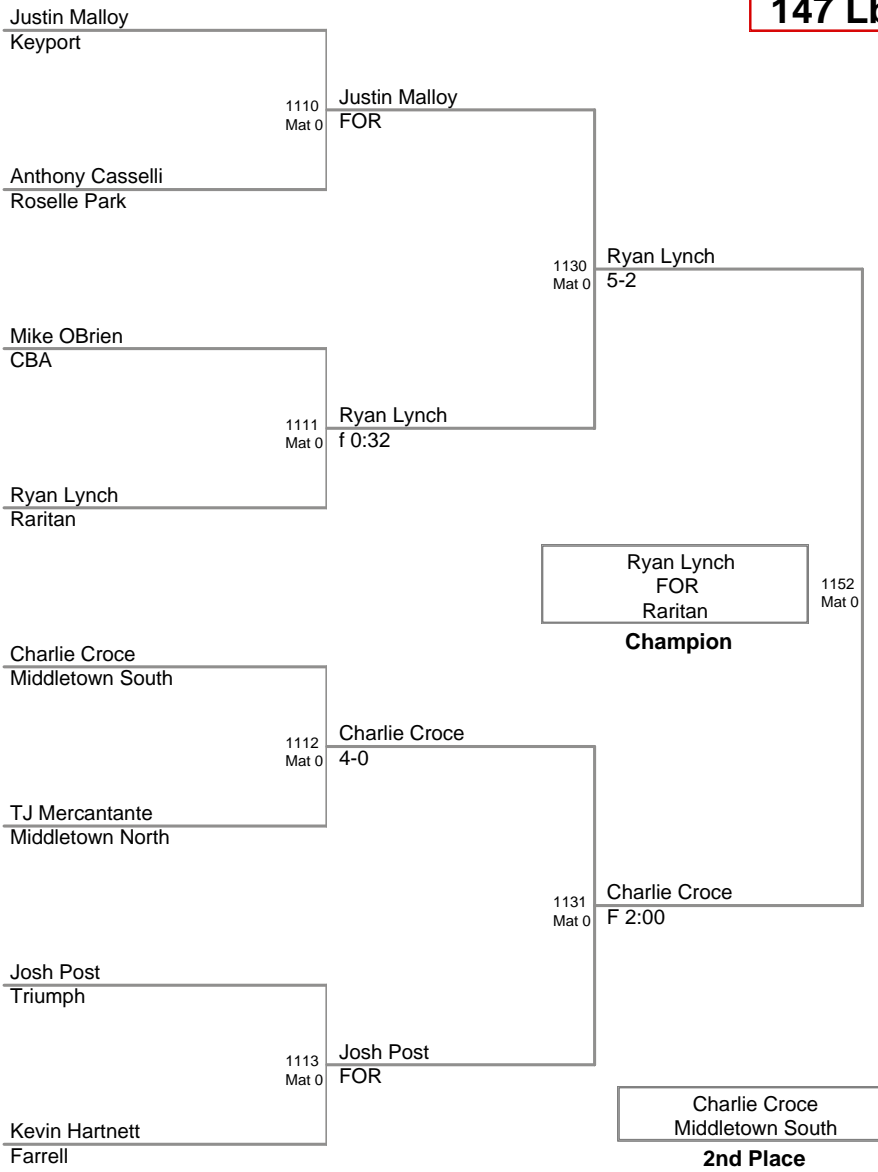 147 Lb
Justin Malloy
Keyport
1110
Mat 0
Justin Malloy
FOR
Anthony Casselli
Roselle Park
1130
Mat 0
Ryan Lynch
5-2
Mike OBrien
CBA
1111
Mat 0
Ryan Lynch
f 0:32
Ryan Lynch
Raritan
Ryan Lynch
FOR
Raritan
Champion
1152
Mat 0
Charlie Croce
Middletown South
1112
Mat 0
Charlie Croce
4-0
TJ Mercantante
Middletown North
1131
Mat 0
Charlie Croce
F 2:00
Josh Post
Triumph
1113
Mat 0
Josh Post
FOR
Kevin Hartnett
Farrell
Charlie Croce
Middletown South
2nd Place